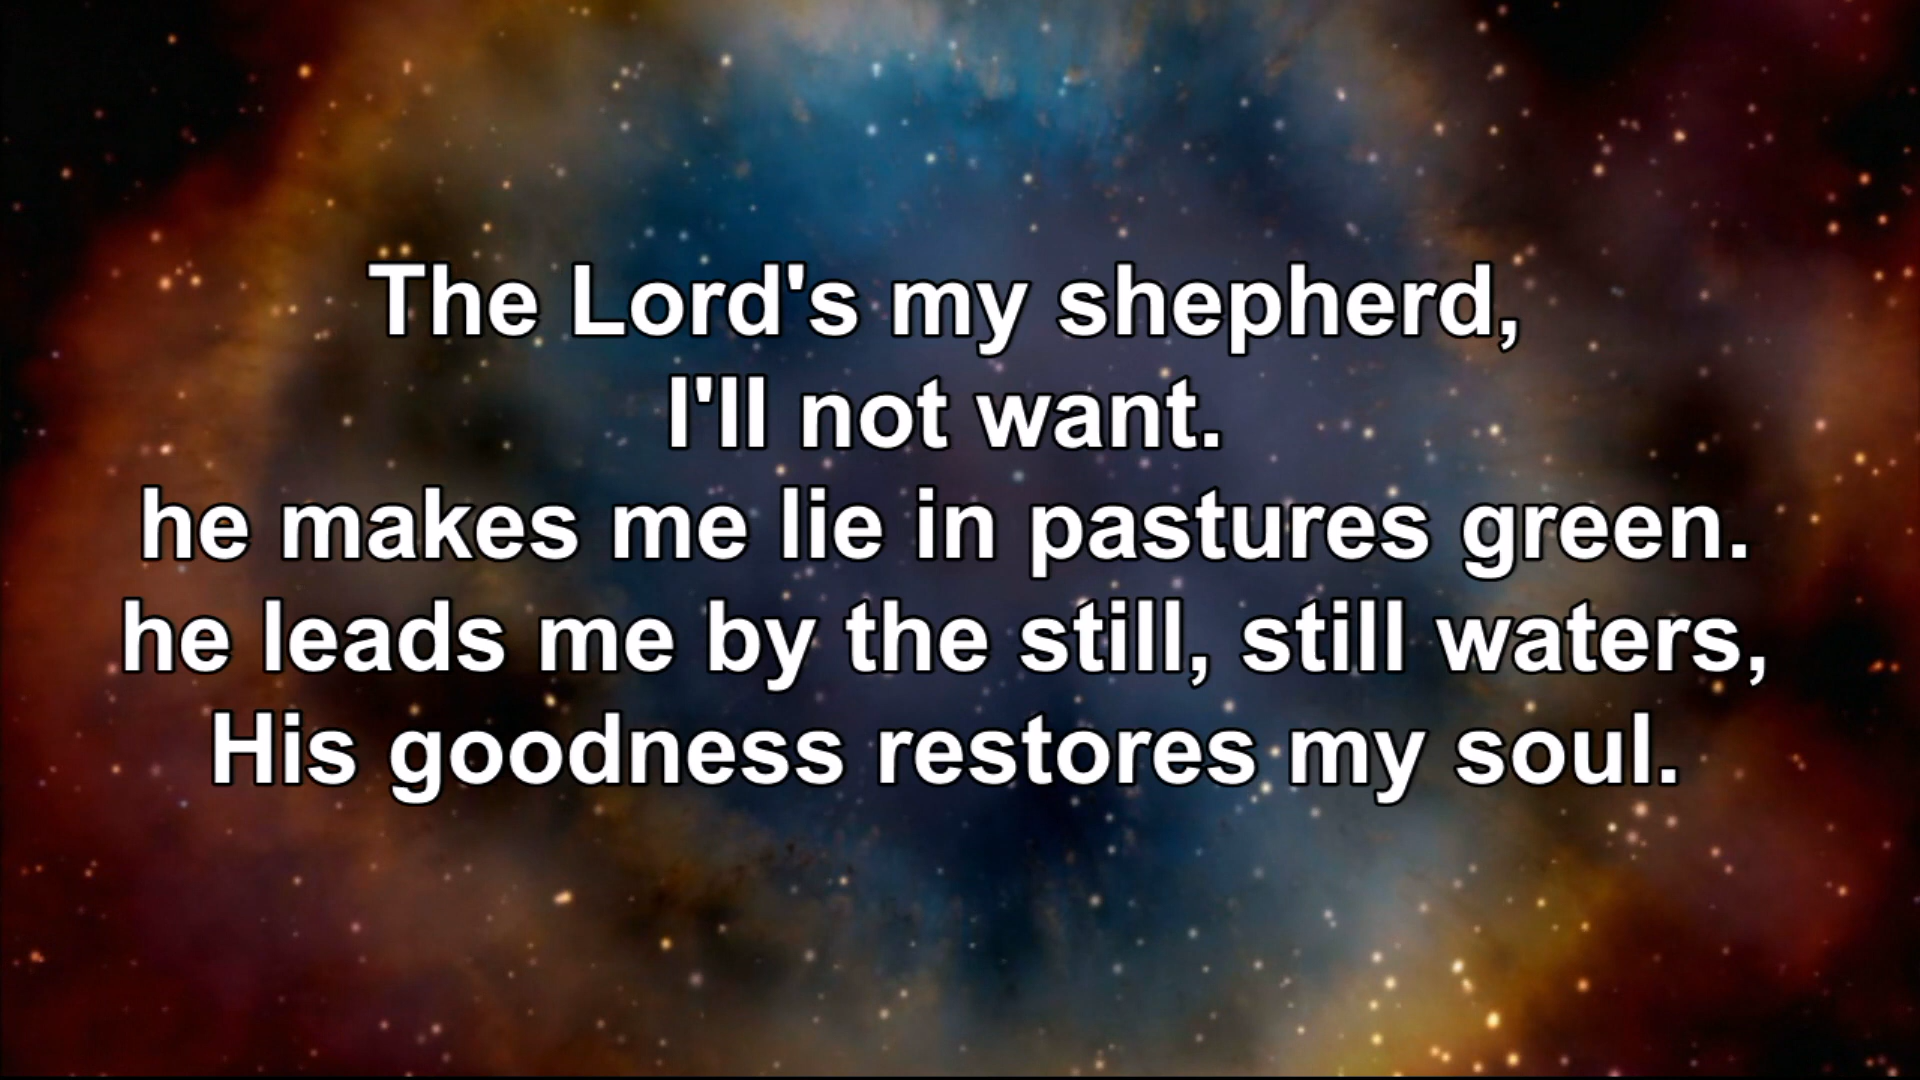 The Lord's my shepherd,
I'll not want.
he makes me lie in pastures green.
he leads me by the still, still waters,
His goodness restores my soul.